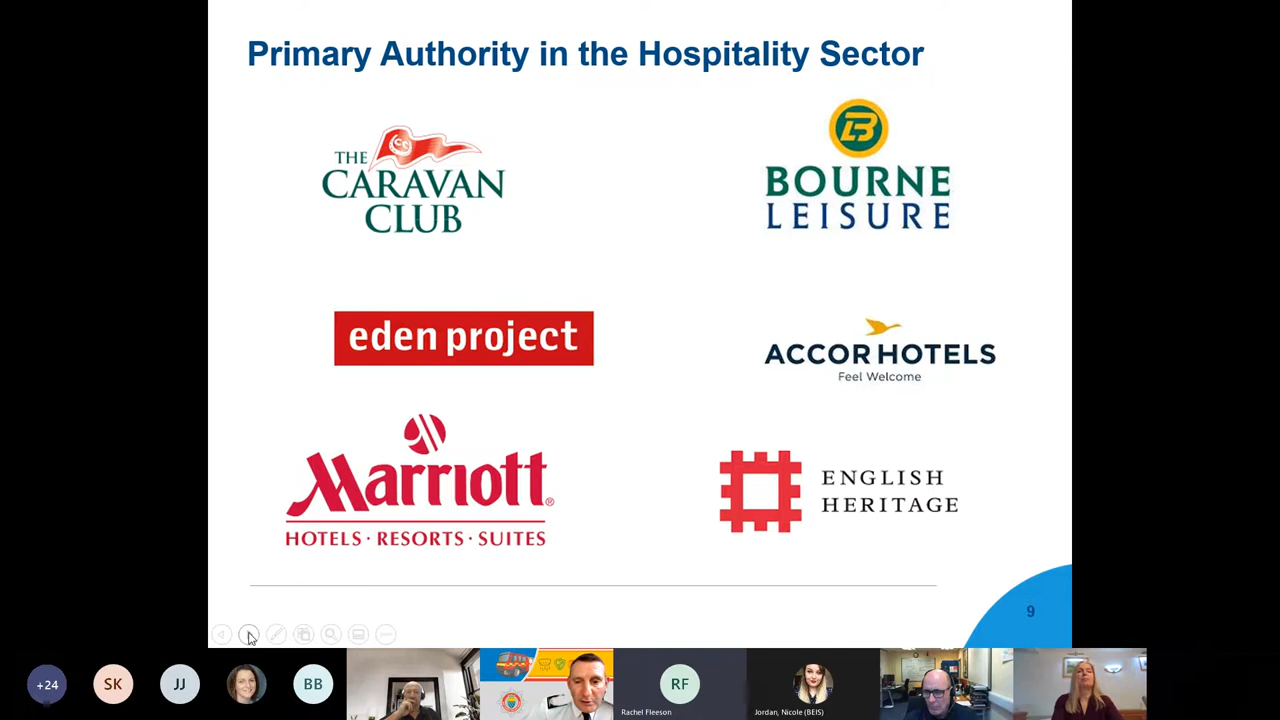 Primary Authority in the Hospitality Sector
THE
CARAVAN
CLUB
BOURNE
LEISURE
eden project
ACCOR HOTELS
Feel Welcome
Marriott®
HOTELS · RESORTS · SUITES
ENGLISH
HERITAGE
9
+24
SK
JJ
BB
RF
Rachel Fleeson
Jordan, Nicole (BEIS)